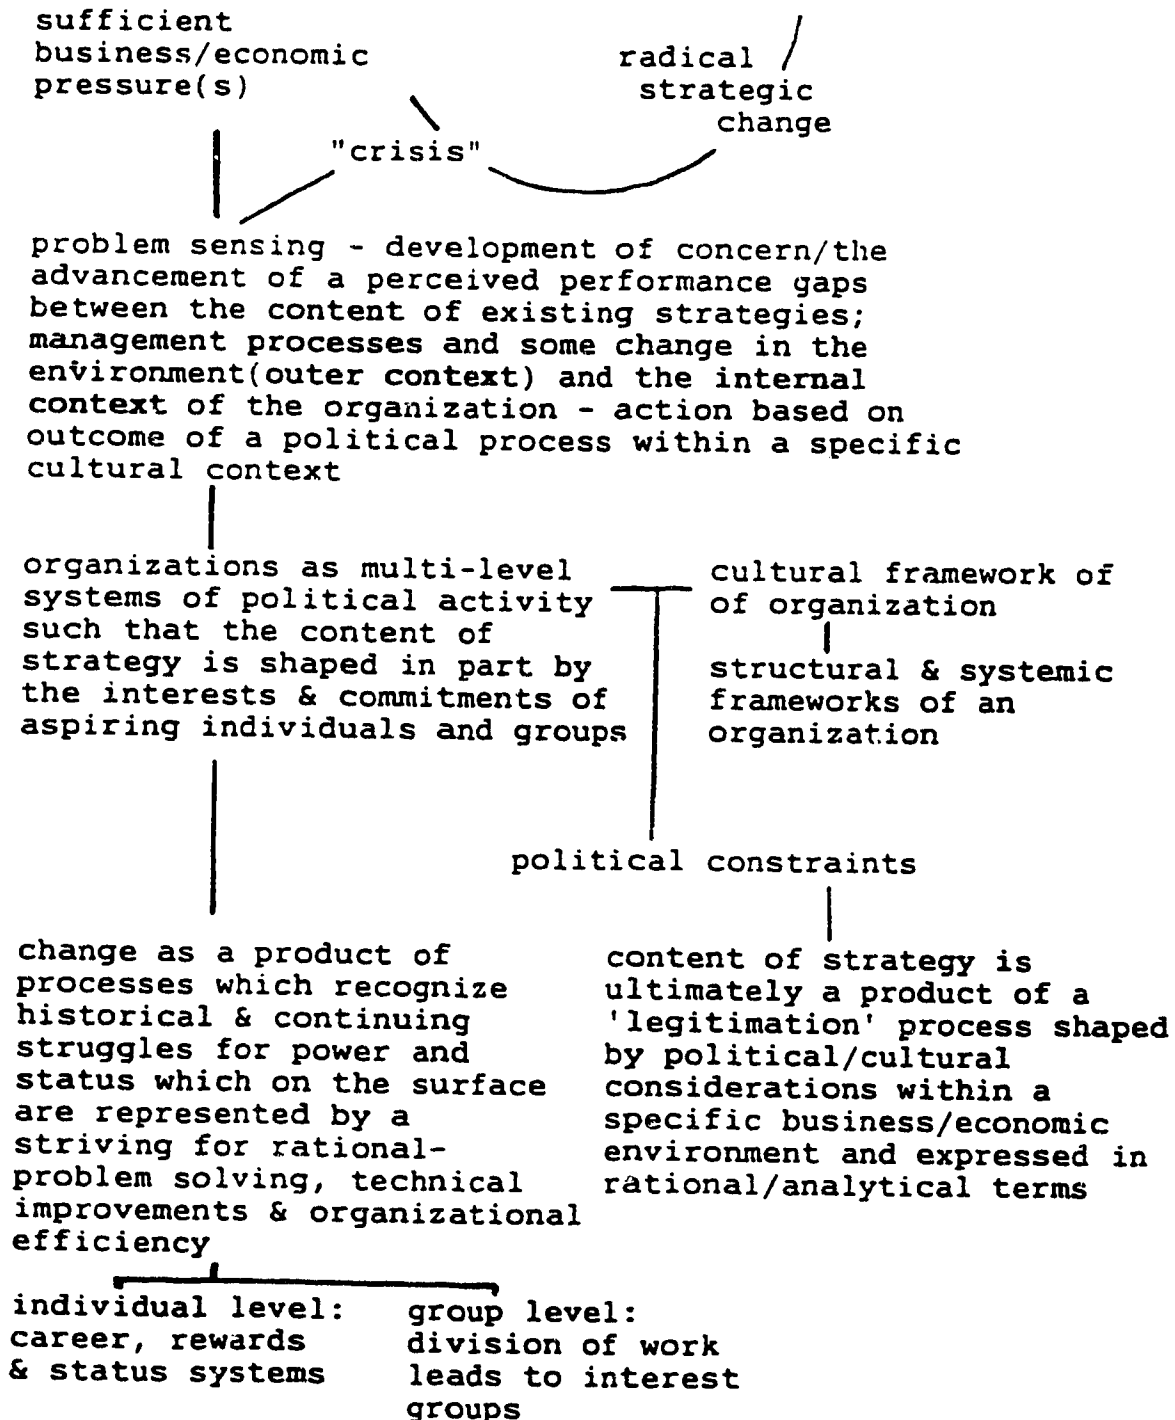 sufficient
business/economic
pressure(s)
radical
strategic
change
"crisis"
problem sensing - development of concern/the
advancement of a perceived performance gaps
between the content of existing strategies;
management processes and some change in the
environment(outer context) and the internal
context of the organization - action based on
outcome of a political process within a specific
cultural context
organizations as multi-level
systems of political activity
such that the content of
strategy is shaped in part by
the interests & commitments of
aspiring individuals and groups
cultural framework of
of organization
structural & systemic
frameworks of an
organization
political constraints
change as a product of
processes which recognize
historical & continuing
struggles for power and
status which on the surface
are represented by a
striving for rational-
problem solving, technical
improvements & organizational
efficiency
content of strategy is
ultimately a product of a
'legitimation' process shaped
by political/cultural
considerations within a
specific business/economic
environment and expressed in
rational/analytical terms
individual level:
career, rewards
& status systems
group level:
division of work
leads to interest
groups